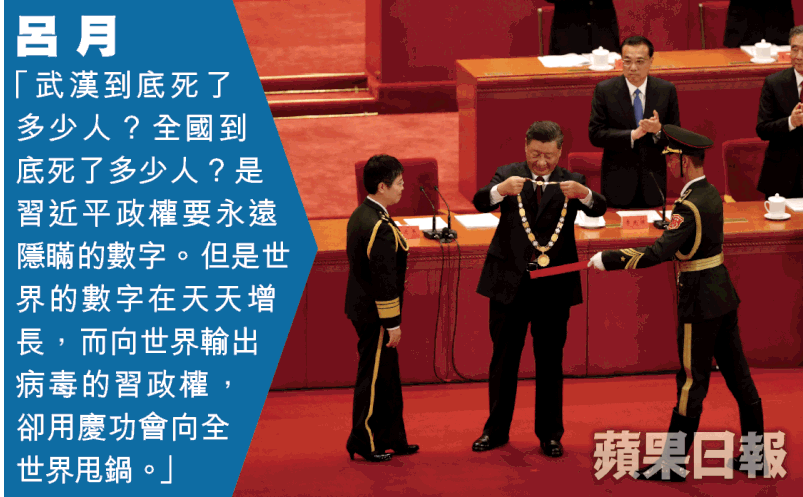 呂月
「武漢到底死了
多少人？全國到
底死了多少人？是
習近平政權要永遠
隱瞞的數字。但是世
界的數字在天天增
長，而向世界輸出
病毒的習政權，
卻用慶功會向全
世界甩鍋。」
蘋果日報